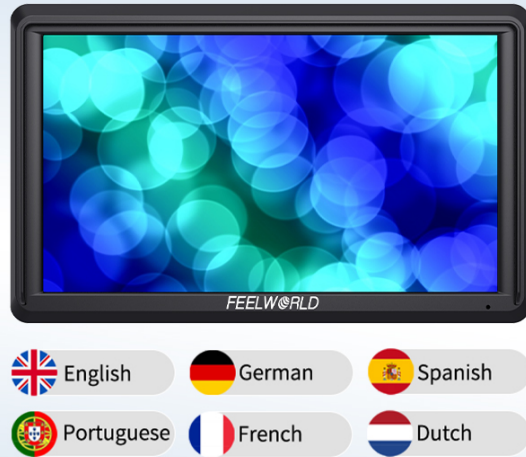 FEELWORLD
English
German
Spanish
Portuguese
French
Dutch